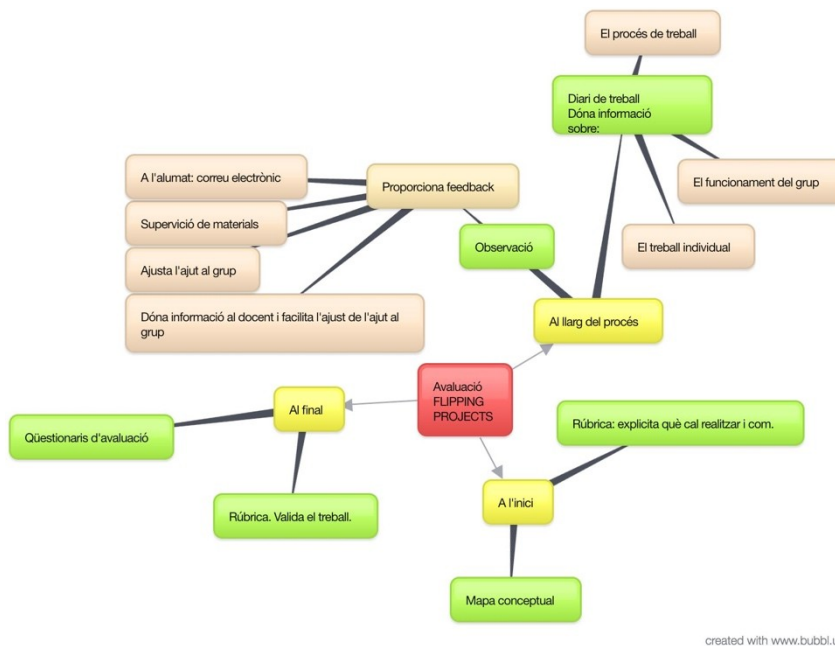 El procés de treball
Diari de treball
Dóna informació
sobre:
El funcionament del grup
El treball individual
A l'alumat: correu electrònic
Proporciona feedback
Supervició de materials
Observació
Ajusta l'ajut al grup
Dóna informació al docent i facilita l'ajust de l'ajut al
grup
Al llarg del procés
Avaluació
FLIPPING
PROJECTS
Al final
Qüestionaris d'avaluació
Rúbrica. Valida el treball.
Rúbrica: explicita què cal realitzar i com.
A l'inici
Mapa conceptual
created with www.bubbl.u